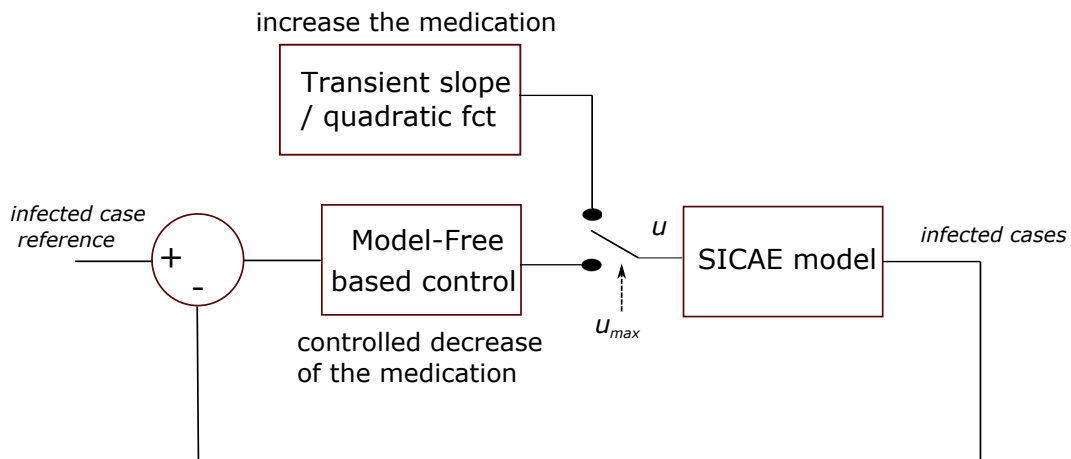 increase the medication
Transient slope
/ quadratic fct
infected case
reference
+
-
Model-Free
based control
controlled decrease
of the medication
u
umax
SICAE model
infected cases